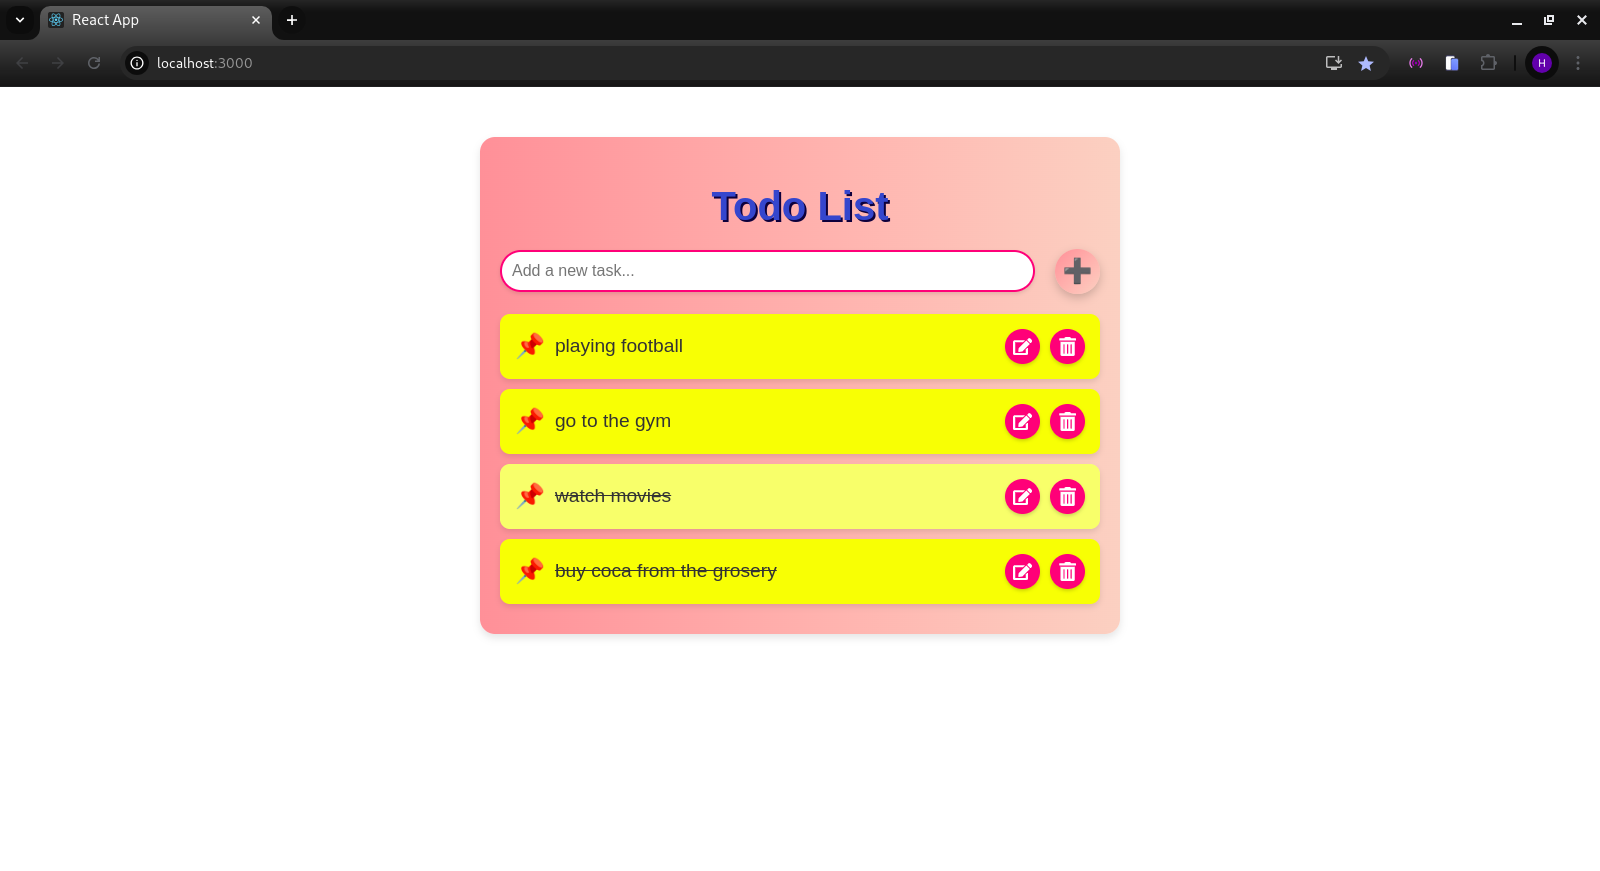 React App
localhost:3000
H
Todo List
Add a new task...
playing football
go to the gym
watch movies
buy coca from the grosery